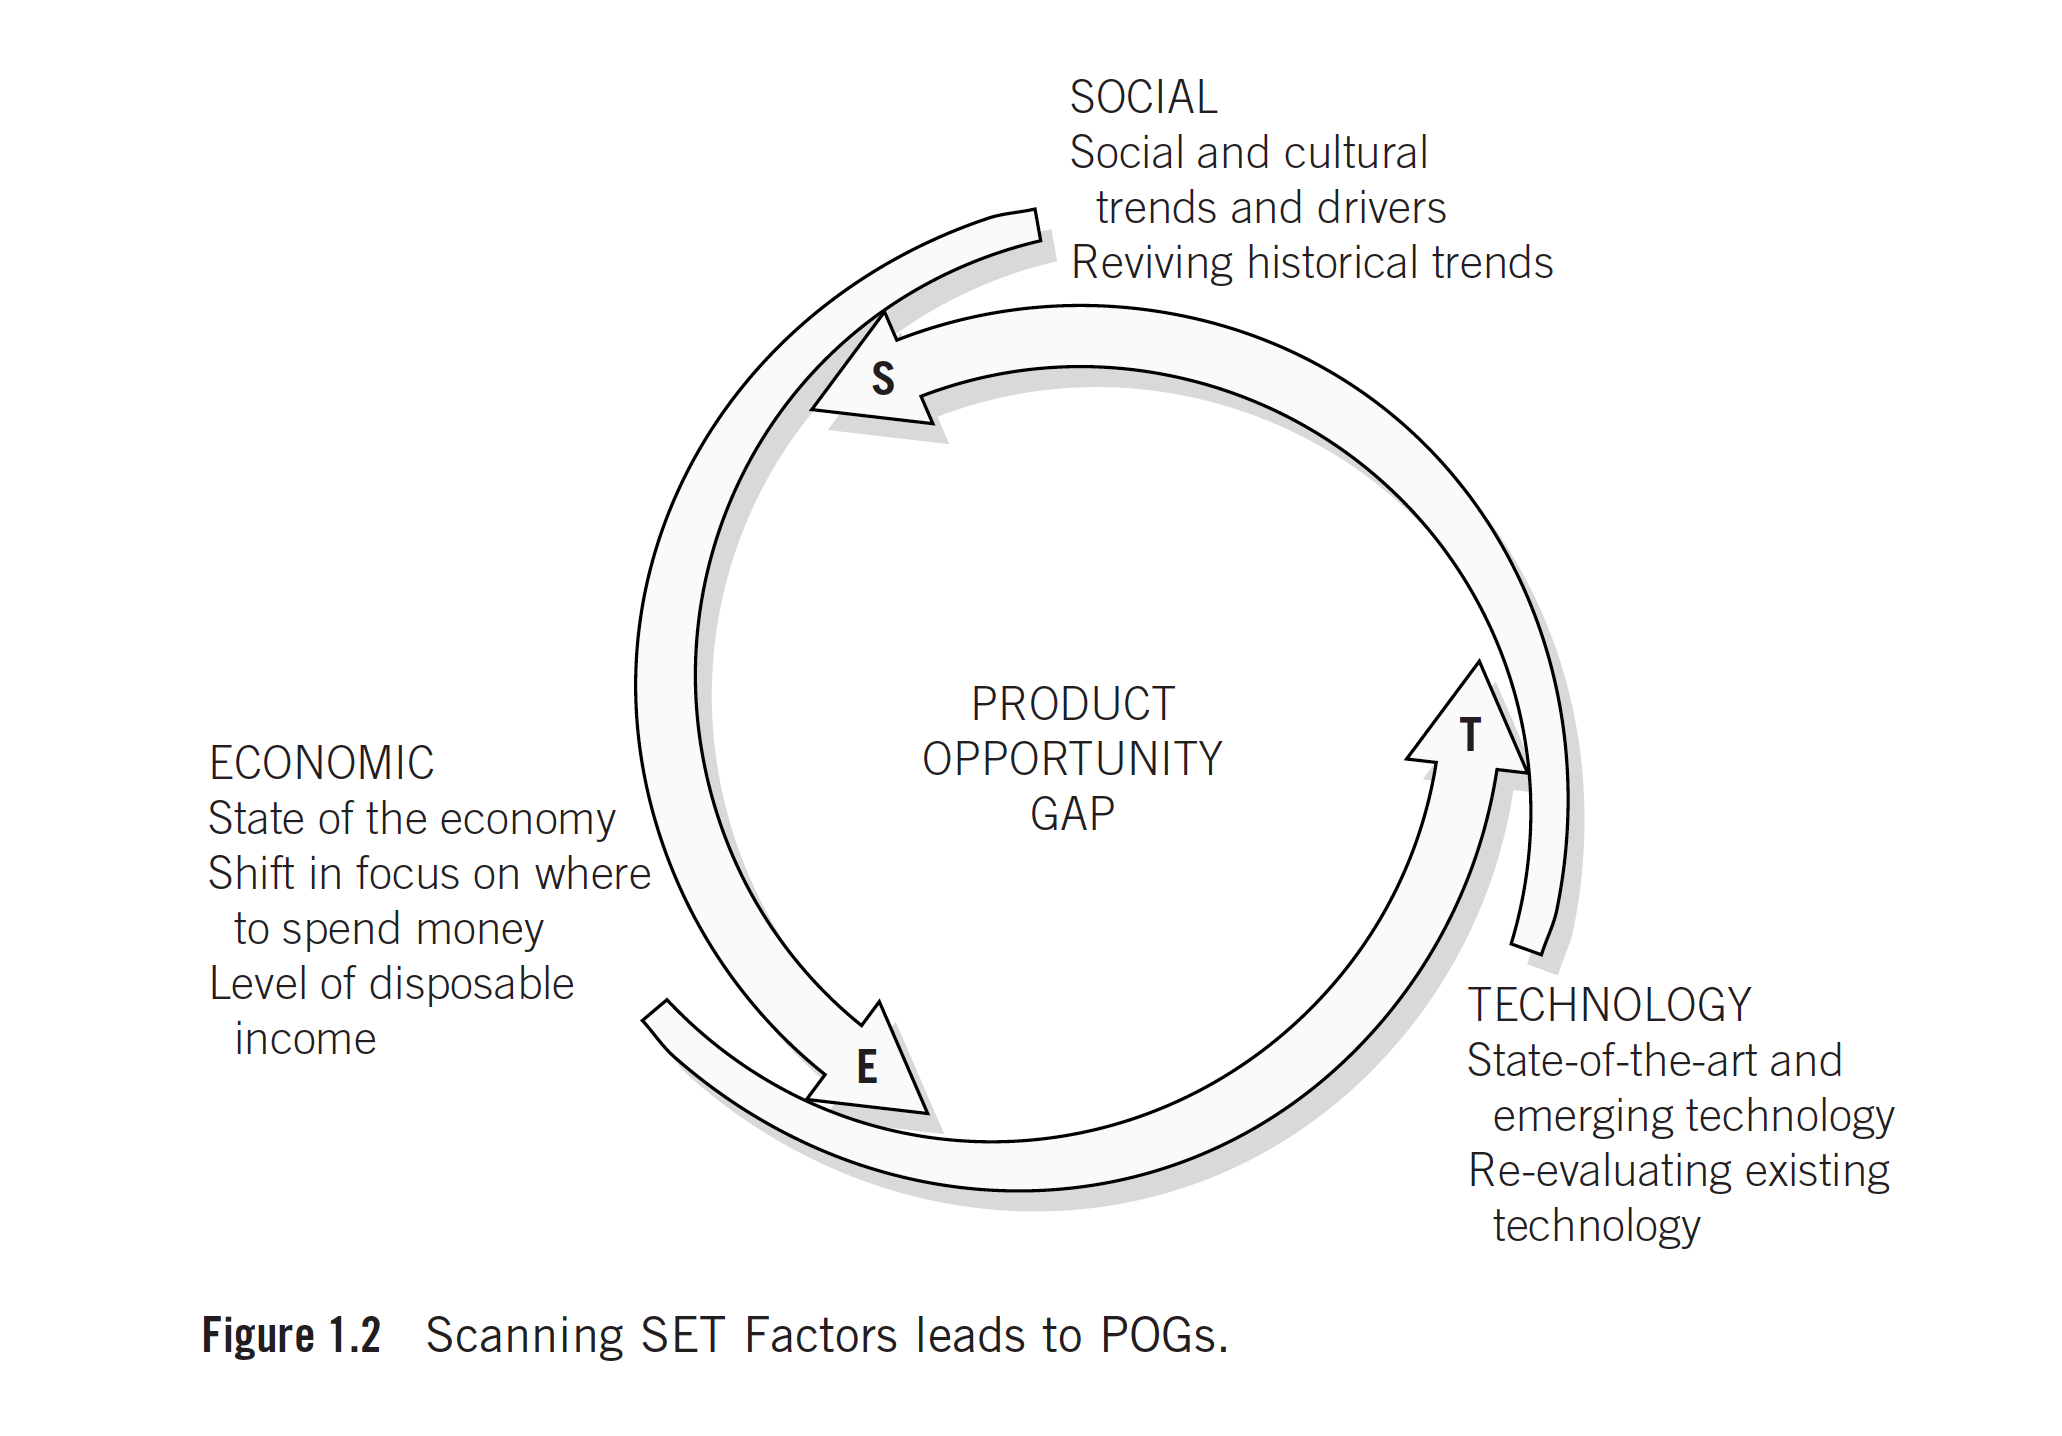 SOCIAL
Social and cultural
trends and drivers
Reviving historical trends
S
PRODUCT
OPPORTUNITY
GAP
T
ECONOMIC
State of the economy
Shift in focus on where
to spend money
Level of disposable
income
E
TECHNOLOGY
State-of-the-art and
emerging technology
Re-evaluating existing
technology
Figure 1.2 Scanning SET Factors leads to POGs.